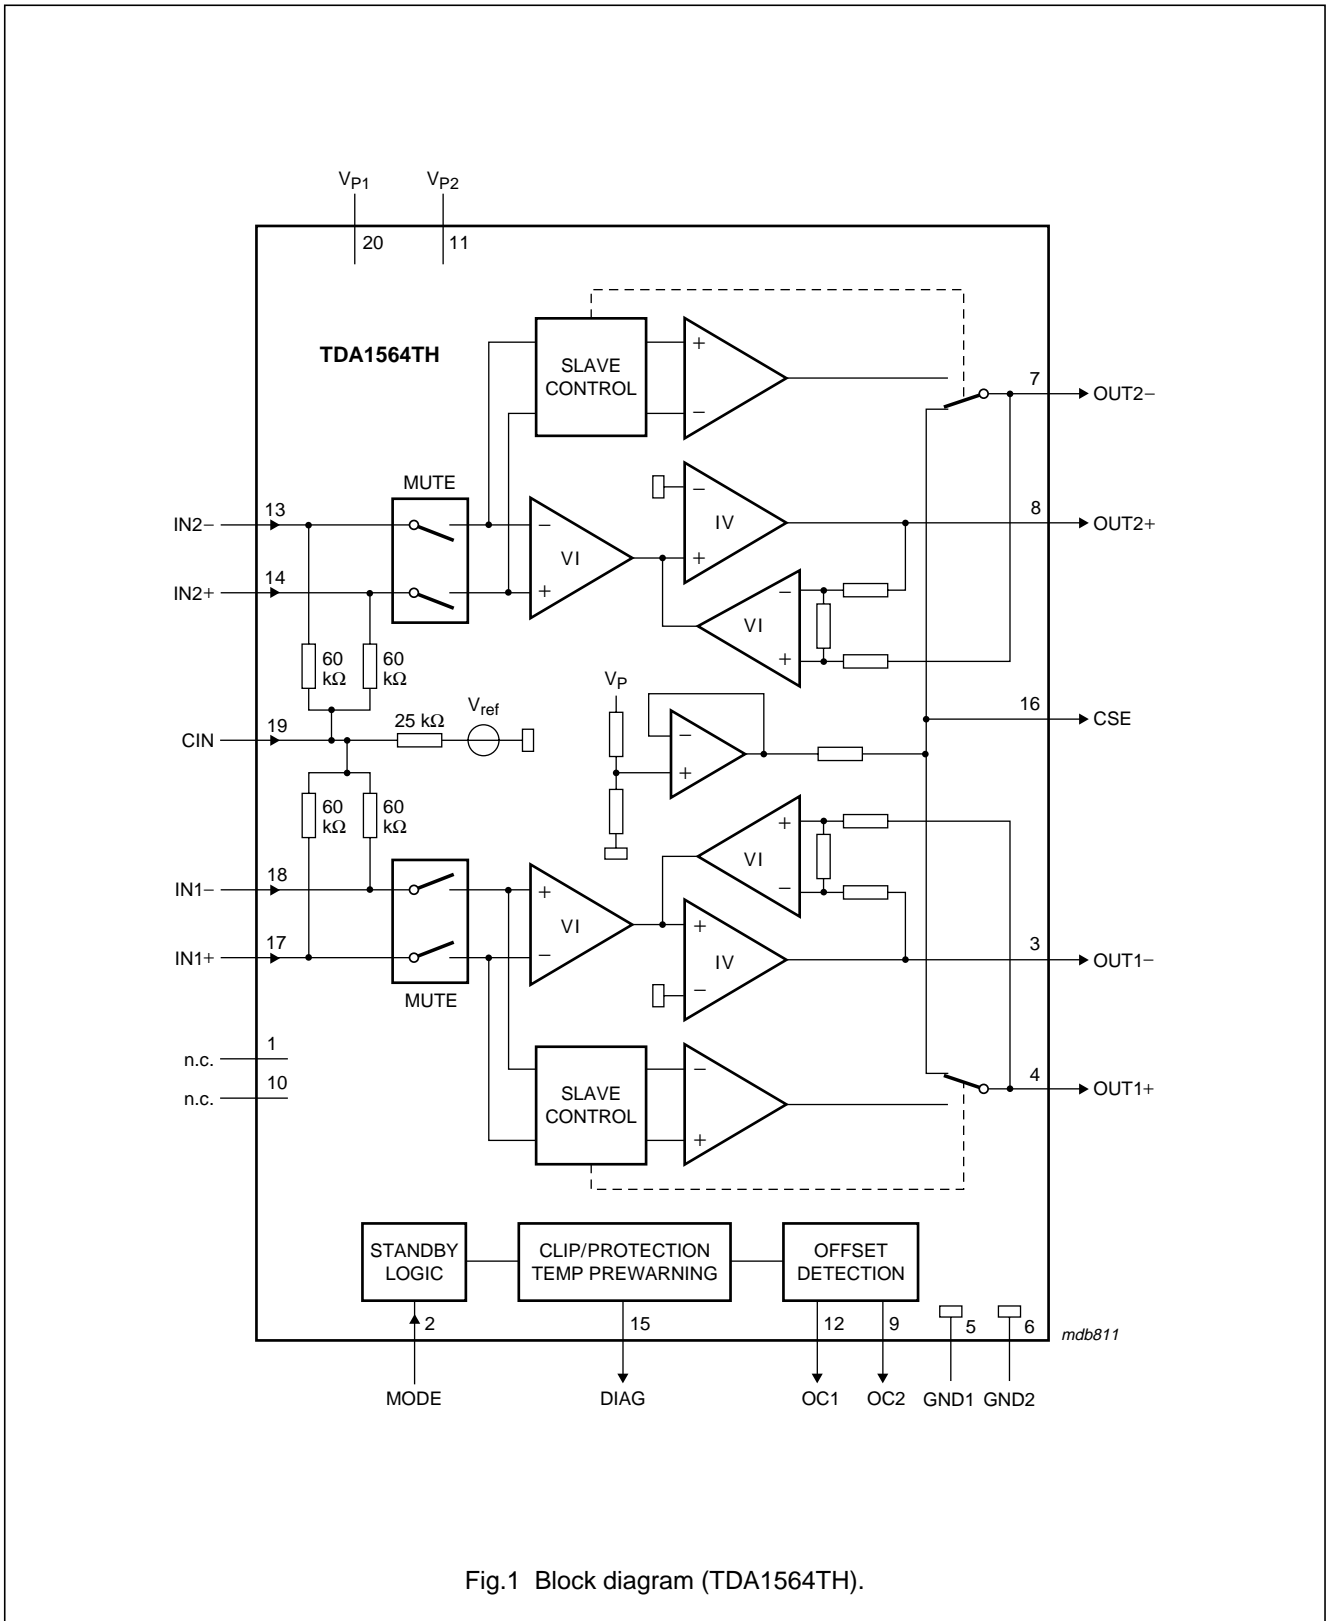 VP1 VP2
20 11
TDA1564TH
SLAVE
CONTROL
+
−
7
OUT2−
MUTE
IN2−
13
−
VI
+
−
IV
+
8
OUT2+
IN2+
14
−
VI
+
60
kΩ
60
kΩ
CIN
19
25 kΩ
Vref
VP
−
+
16
CSE
60
kΩ
60
kΩ
+
VI
−
IN1−
18
+
VI
−
+
IV
−
3
OUT1−
IN1+
17
MUTE
n.c.
1
n.c.
10
SLAVE
CONTROL
−
+
4
OUT1+
STANDBY
LOGIC
CLIP/PROTECTION
TEMP PREWARNING
OFFSET
DETECTION
2 15 12 9 5 6
mdb811
MODE DIAG OC1 OC2 GND1 GND2
Fig.1 Block diagram (TDA1564TH).